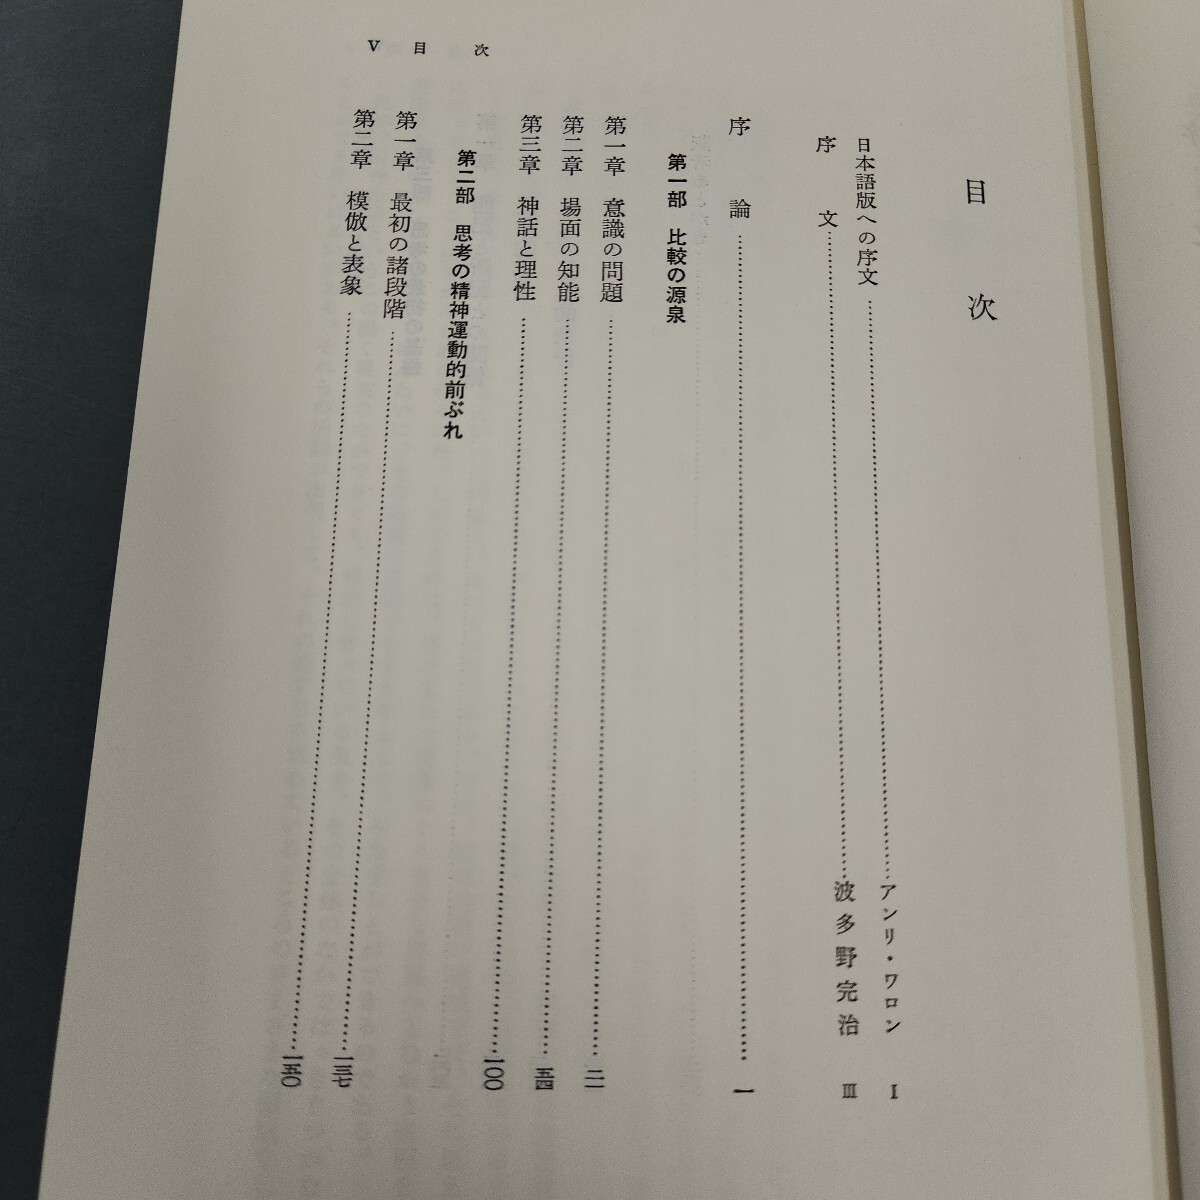 目次
日本語版への序文……アンリ・ワロン Ⅰ
序文……波多野完治 Ⅲ
序論……一
第一部 比較の源泉
第一章 意識の問題……二一
第二章 場面の知能……五四
第三章 神話と理性……一〇〇
第二部 思考の精神運動的前ぶれ
第一章 最初の諸段階……一三七
第二章 模倣と表象……一五〇
V 目次